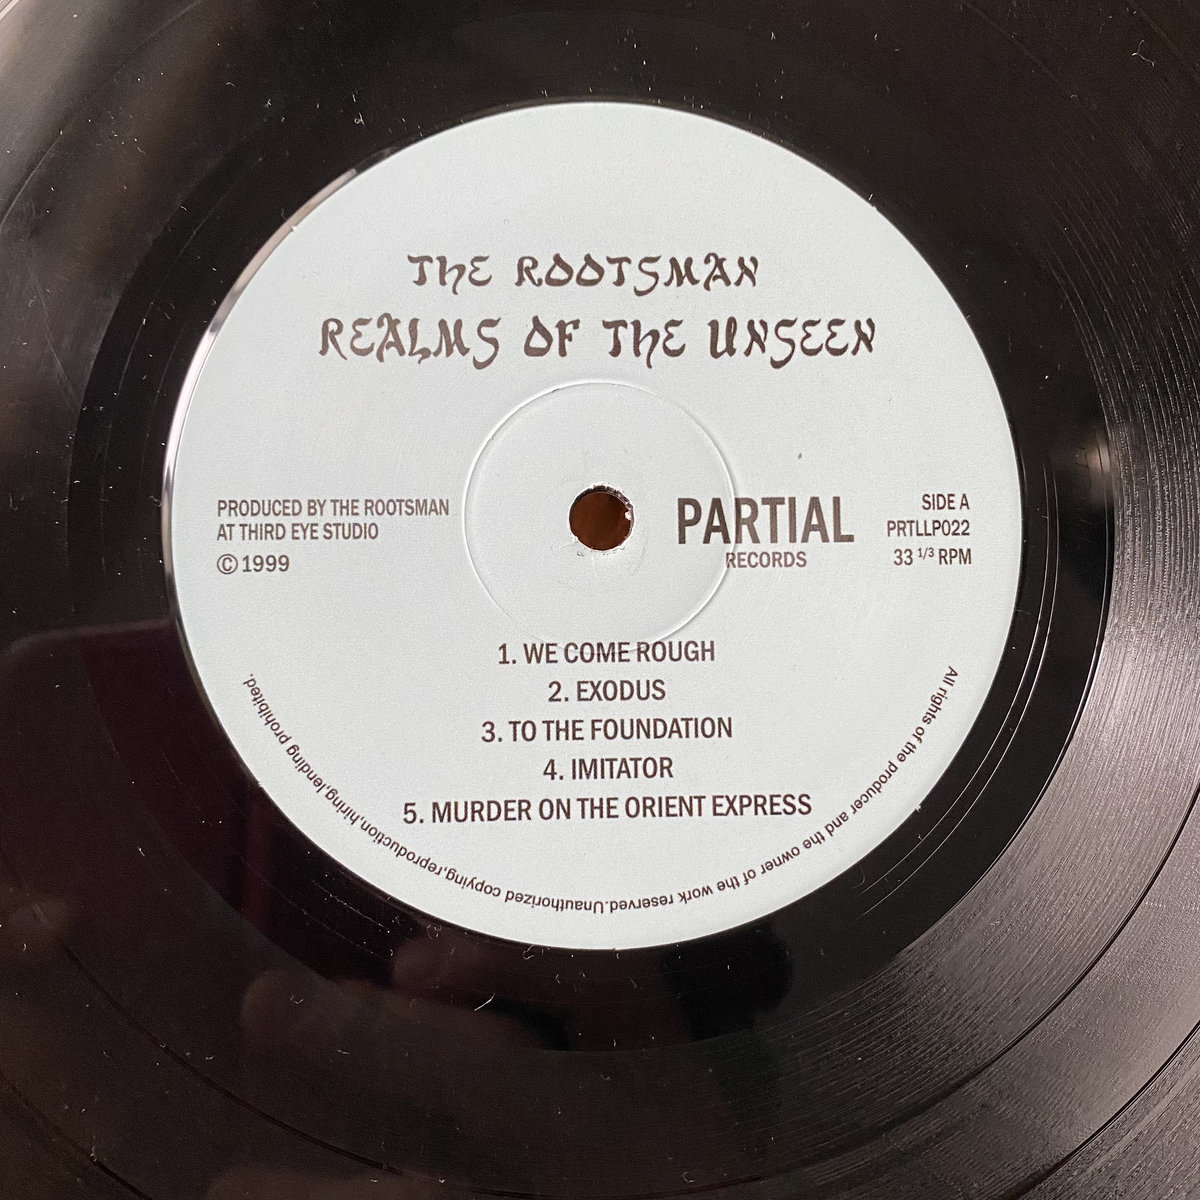 THE ROOTSMAN
REALMS OF THE UNSEEN
PRODUCED BY THE ROOTSMAN
AT THIRD EYE STUDIO
Ⓒ 1999
PARTIAL
RECORDS
SIDE A
PRTLLP022
33 1/3 RPM
1. WE COME ROUGH
2. EXODUS
3. TO THE FOUNDATION
4. IMITATOR
5. MURDER ON THE ORIENT EXPRESS
All rights of the producer and the owner of the work reserved.Unauthorized copying,reproduction,hiring,lending prohibited.